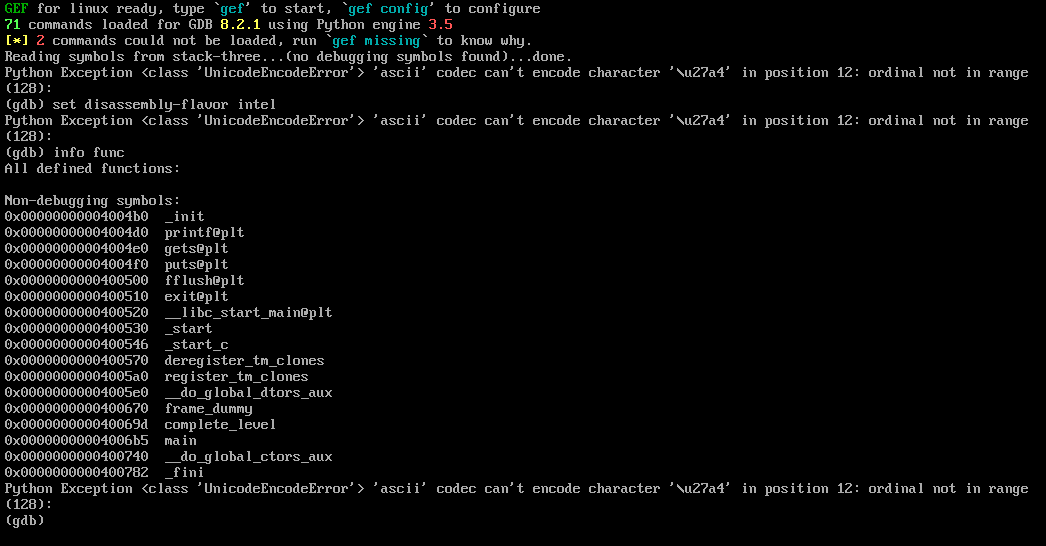 GEF for linux ready, type `gef' to start, `gef config' to configure
71 commands loaded for GDB 8.2.1 using Python engine 3.5
[*] 2 commands could not be loaded, run `gef missing` to know why.
Reading symbols from stack-three...(no debugging symbols found)...done.
Python Exception <class 'UnicodeEncodeError'> 'ascii' codec can't encode character '\u27a4' in position 12: ordinal not in range
(128):
(gdb) set disassembly-flavor intel
Python Exception <class 'UnicodeEncodeError'> 'ascii' codec can't encode character '\u27a4' in position 12: ordinal not in range
(128):
(gdb) info func
All defined functions:

Non-debugging symbols:
0x00000000004004b0  _init
0x00000000004004d0  printf@plt
0x00000000004004e0  gets@plt
0x00000000004004f0  puts@plt
0x0000000000400500  fflush@plt
0x0000000000400510  exit@plt
0x0000000000400520  __libc_start_main@plt
0x0000000000400530  _start
0x0000000000400546  _start_c
0x0000000000400570  deregister_tm_clones
0x00000000004005a0  register_tm_clones
0x00000000004005e0  __do_global_dtors_aux
0x0000000000400670  frame_dummy
0x000000000040069d  complete_level
0x00000000004006b5  main
0x0000000000400740  __do_global_ctors_aux
0x0000000000400782  _fini
Python Exception <class 'UnicodeEncodeError'> 'ascii' codec can't encode character '\u27a4' in position 12: ordinal not in range
(128):
(gdb)